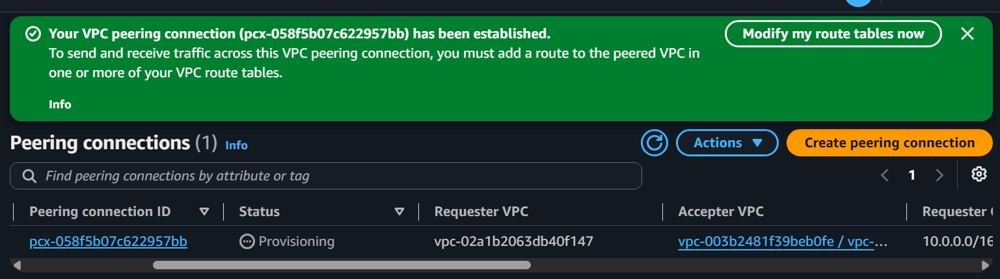 Your VPC peering connection (pcx-058f5b07c622957bb) has been established.
Modify my route tables now
To send and receive traffic across this VPC peering connection, you must add a route to the peered VPC in
one or more of your VPC route tables.
Info
Peering connections (1) Info
Actions
Create peering connection
Find peering connections by attribute or tag
1
Peering connection ID Status Requester VPC Accepter VPC Requester
pcx-058f5b07c622957bb Provisioning vpc-02a1b2063db40f147 vpc-003b2481f39beb0fe / vpc-... 10.0.0.0/16